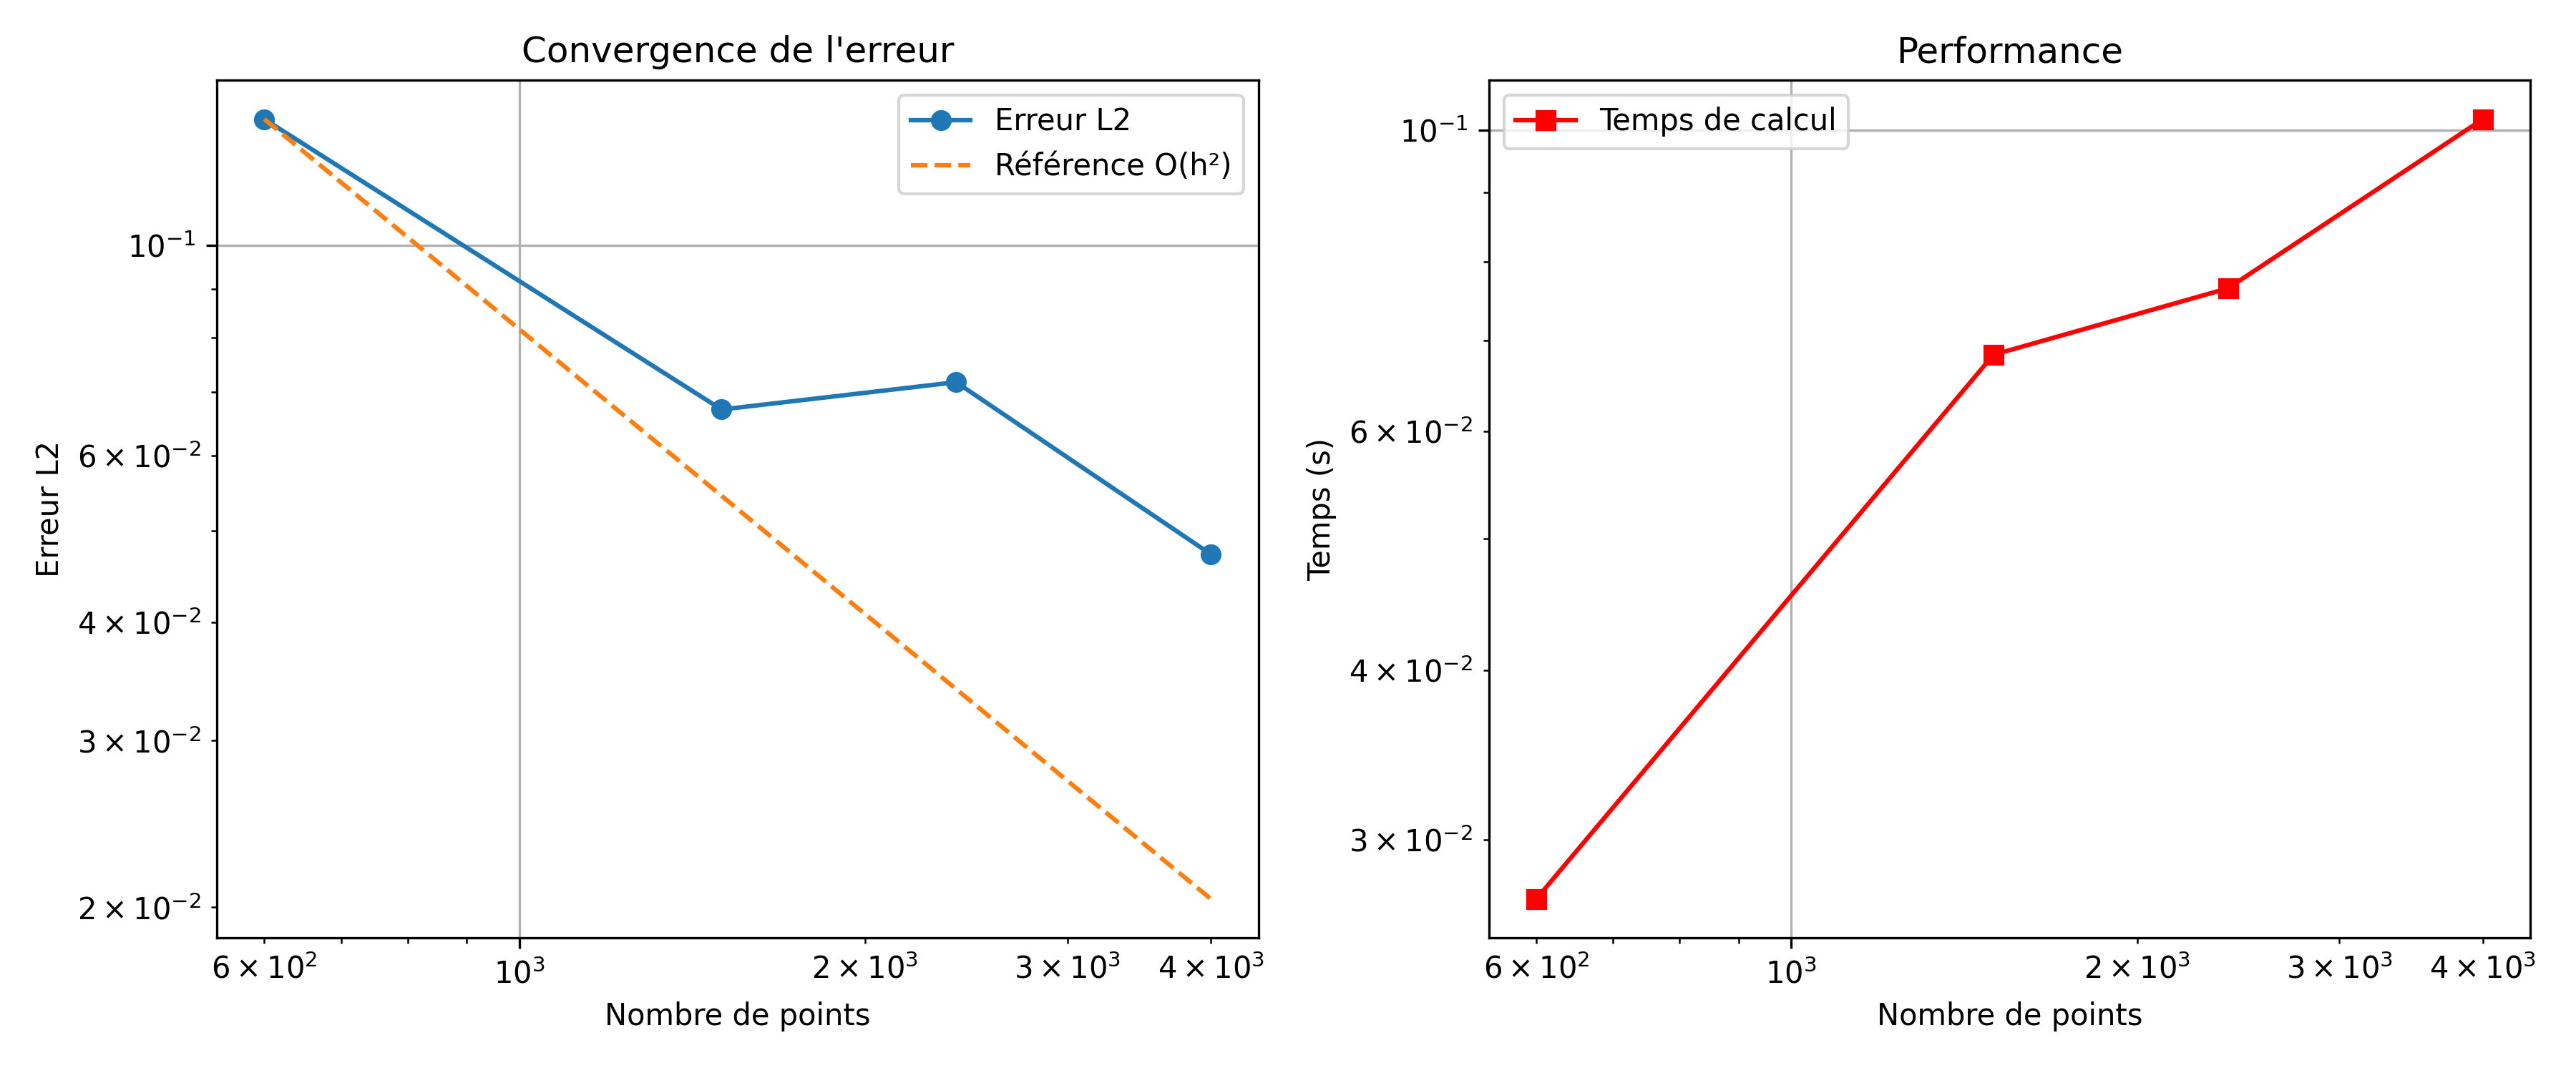 Convergence de l'erreur
Erreur L2
Référence O(h²)
10⁻¹
6 × 10⁻²
4 × 10⁻²
3 × 10⁻²
2 × 10⁻²
Erreur L2
6 × 10²
10³
2 × 10³
3 × 10³
4 × 10³
Nombre de points
Performance
Temps de calcul
10⁻¹
6 × 10⁻²
4 × 10⁻²
3 × 10⁻²
Temps (s)
6 × 10²
10³
2 × 10³
3 × 10³
4 × 10³
Nombre de points